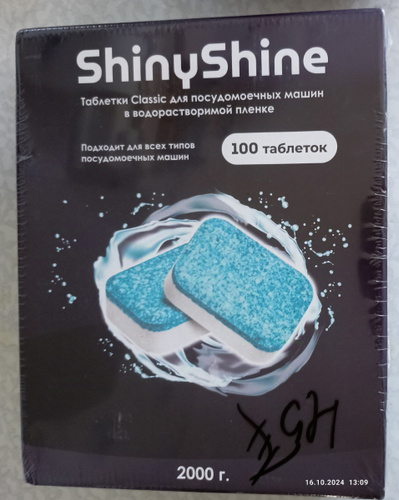 ShinyShine
Таблетки Classic для посудомоечных машин
в водорастворимой пленке
Подходит для всех типов
посудомоечных машин
100 таблеток
2000 г.
16.10.2024 13:09